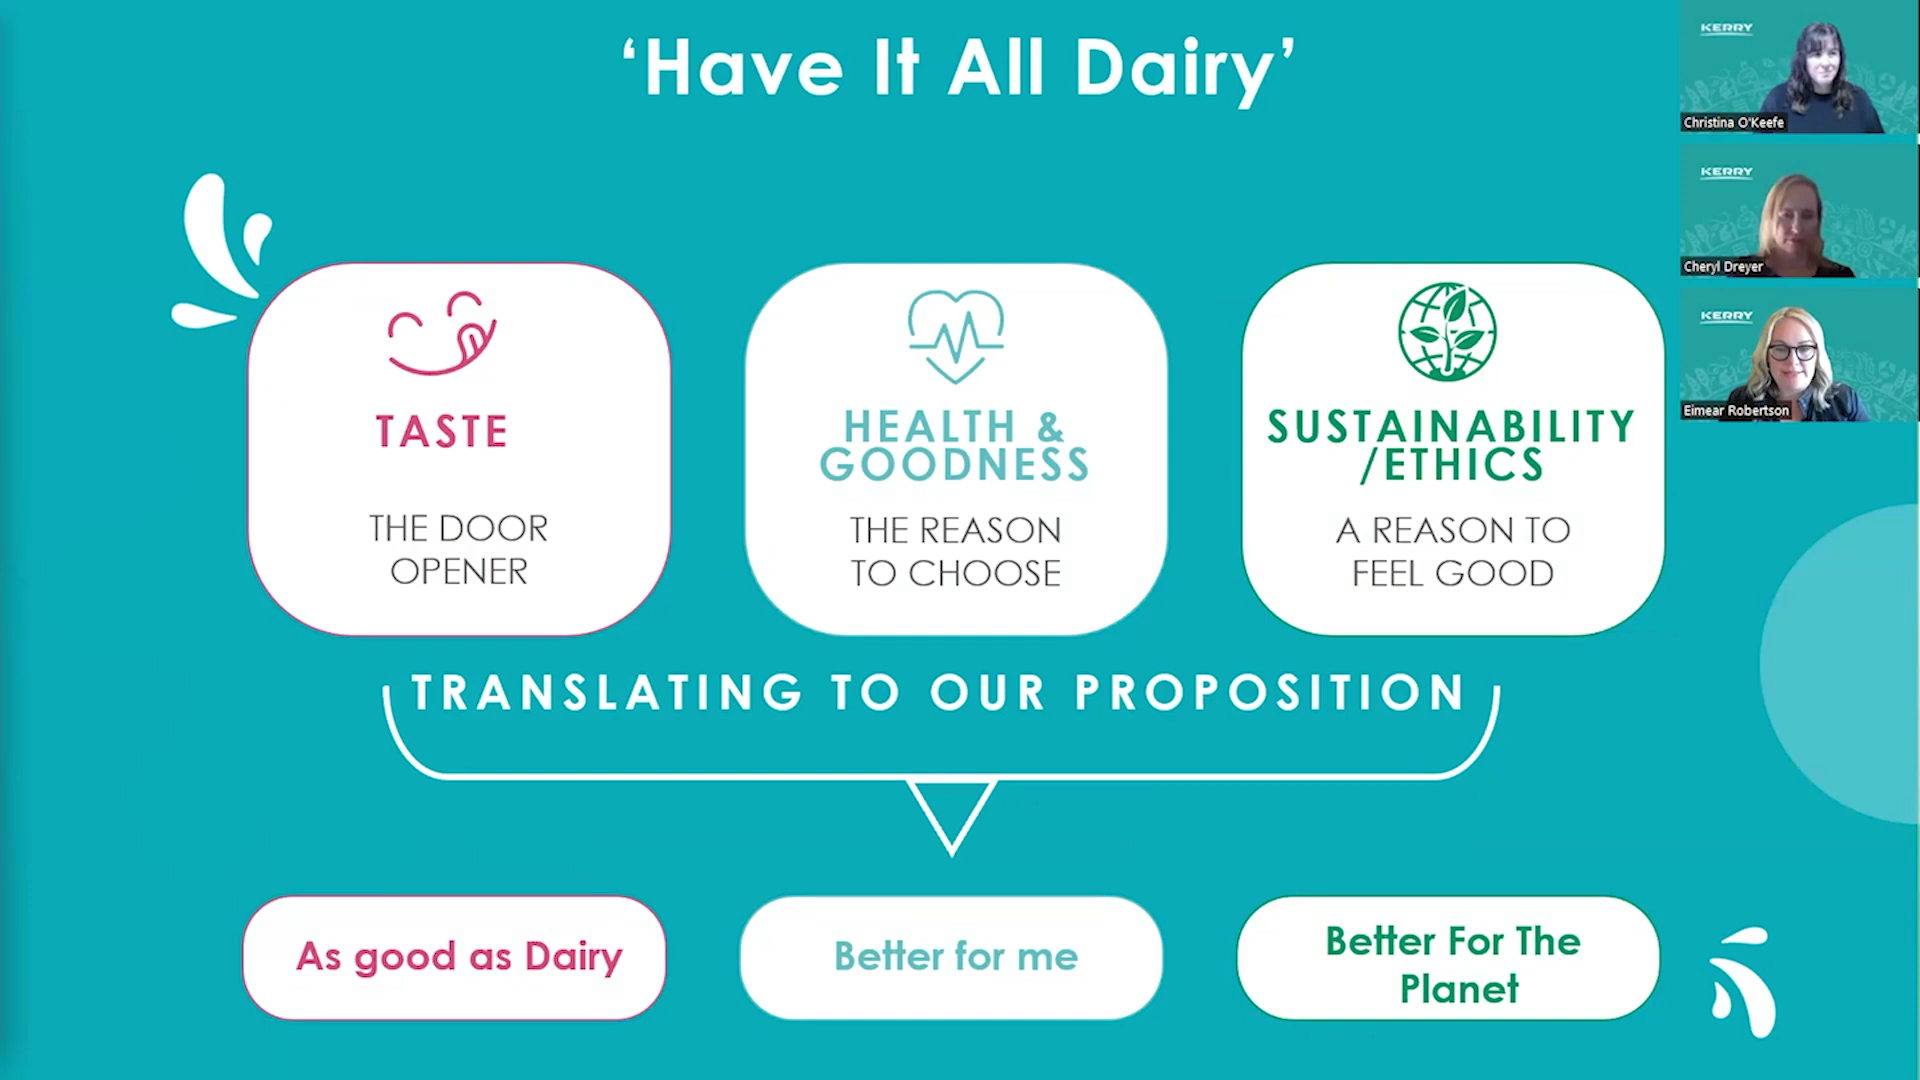 ‘Have It All Dairy’
TASTE
THE DOOR
OPENER
HEALTH &
GOODNESS
THE REASON
TO CHOOSE
SUSTAINABILITY
/ETHICS
A REASON TO
FEEL GOOD
TRANSLATING TO OUR PROPOSITION
As good as Dairy
Better for me
Better For The
Planet
KERRY
Christina O'Keefe
KERRY
Cheryl Dreyer
KERRY
Eimear Robertson